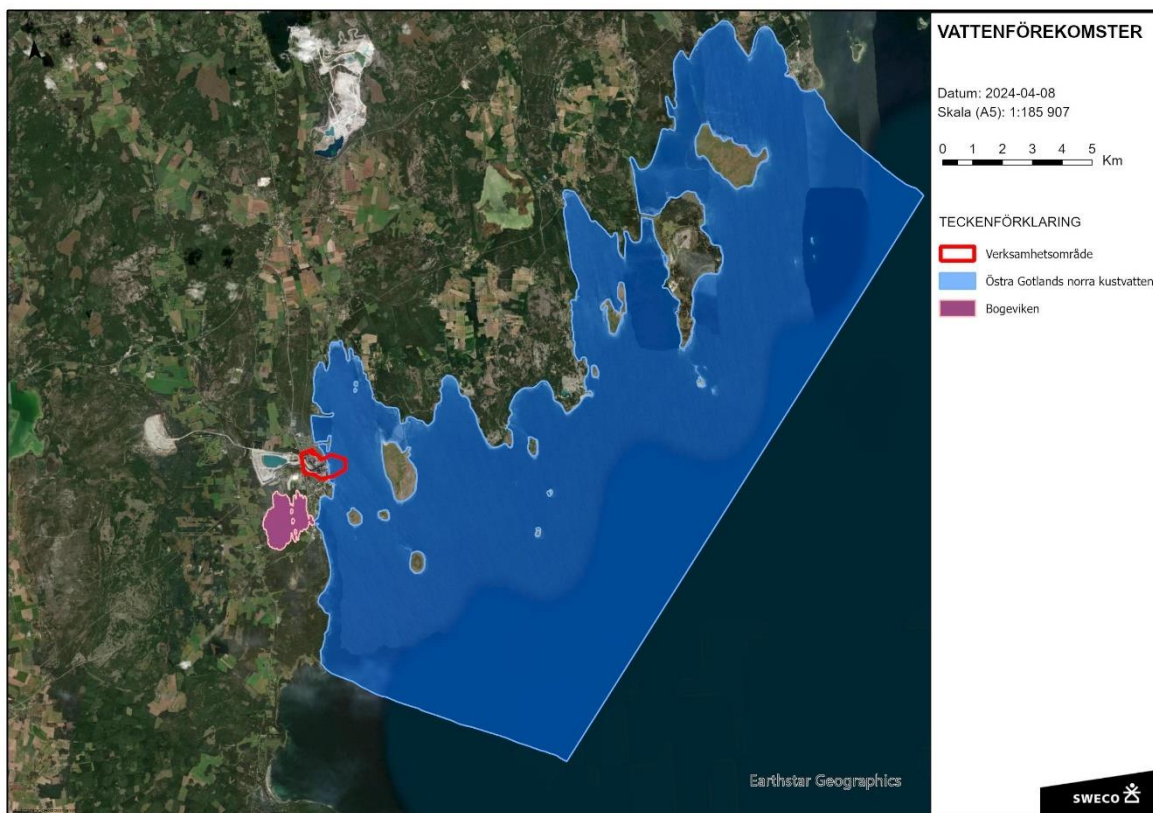 VATTENFÖREKOMSTER
Datum: 2024-04-08
Skala (A5): 1:185 907
0 1 2 3 4 5
Km
TECKENFÖRKLARING
Verksamhetsområde
Östra Gotlands norra kustvatten
Bogeviken
Earthstar Geographics
SWECO